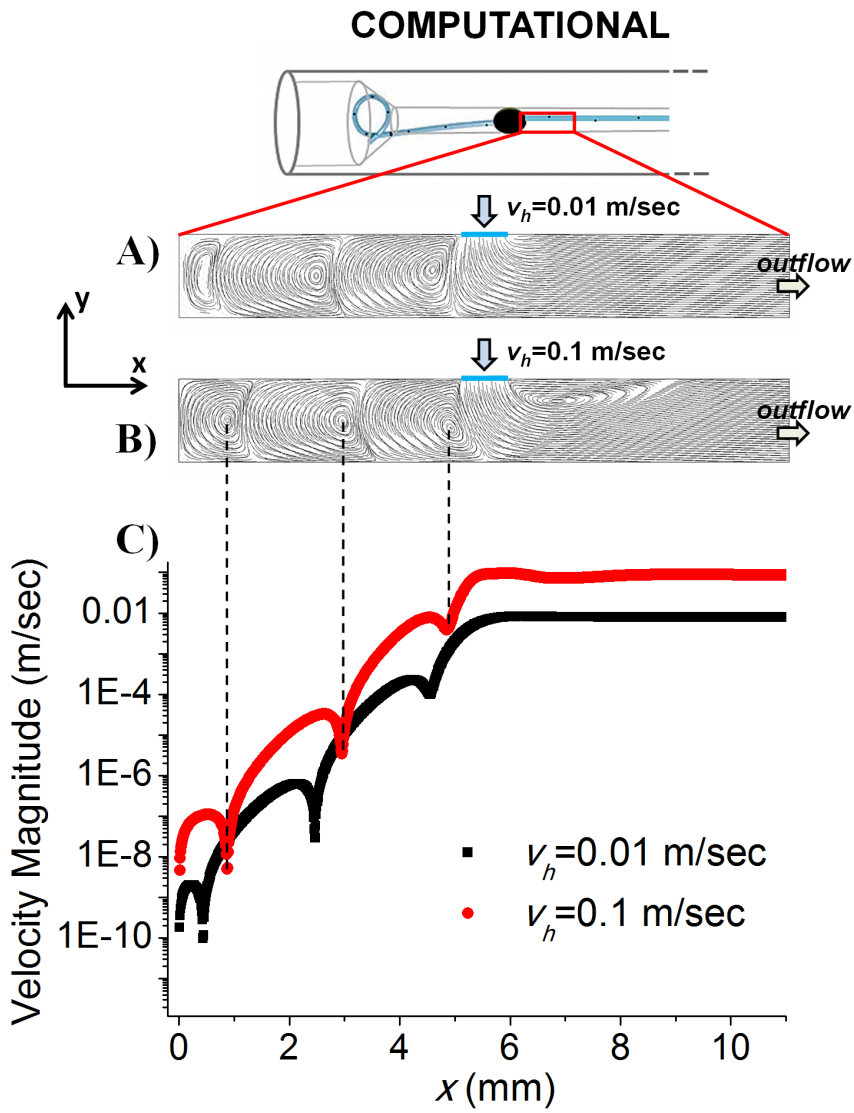 COMPUTATIONAL
v_h=0.01 m/sec
A)
outflow
y
x
v_h=0.1 m/sec
B)
outflow
C)
Velocity Magnitude (m/sec)
0.01
1E-4
1E-6
1E-8
1E-10
v_h=0.01 m/sec
v_h=0.1 m/sec
0 2 4 6 8 10
x (mm)